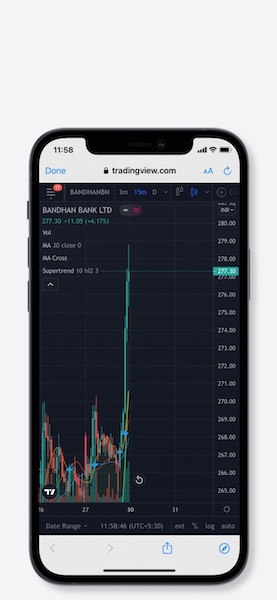 11:58
Done
tradingview.com
AA
11
BANDHANBN
3m
15m
D
BANDHAN BANK LTD
INR
277.30 +11.05 (+4.17%)
Vol
MA 30 close 0
MA Cross
Supertrend 10 hl2 3
280.00
279.00
278.00
277.30
277.00
276.00
275.00
274.00
273.00
272.00
271.00
270.00
269.00
268.00
267.00
266.00
265.00
26
27
30
31
Date Range
11:58:46 (UTC+5:30)
ext
%
log
auto